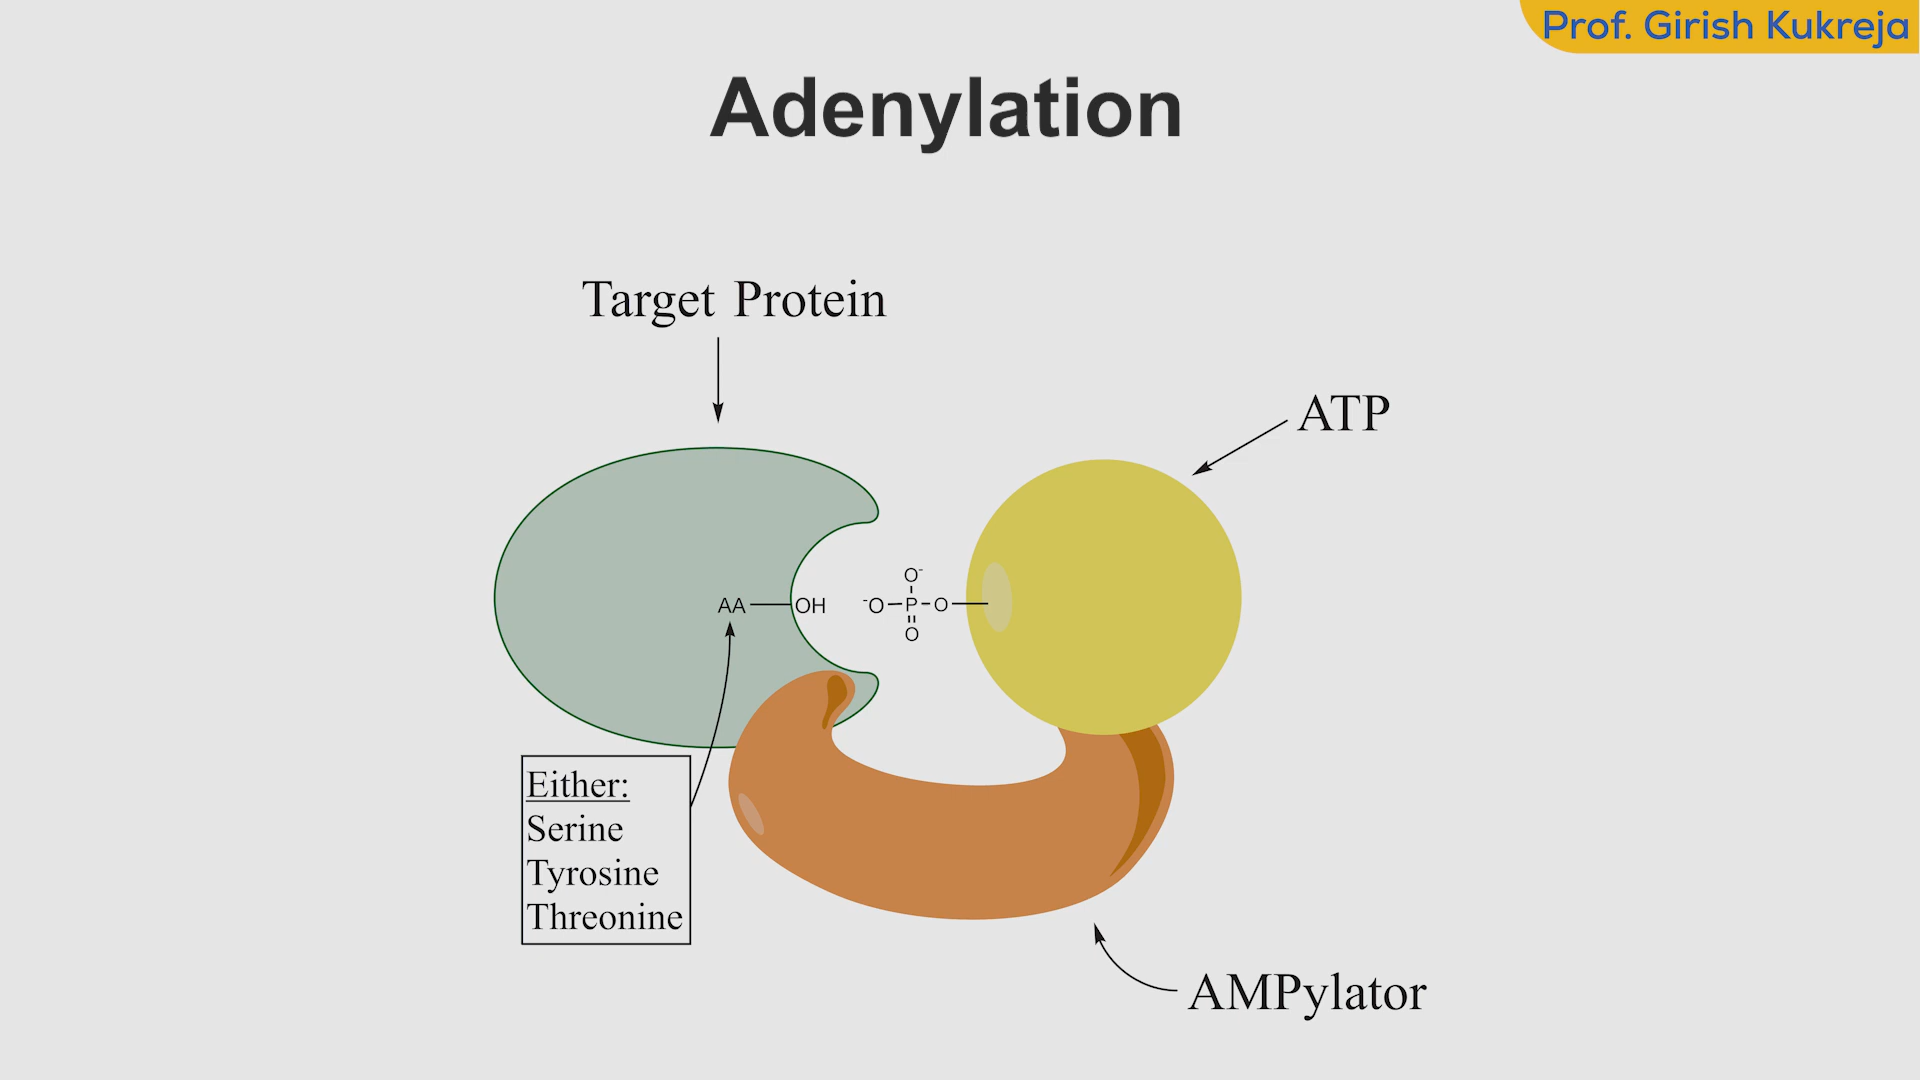 Prof. Girish Kukreja
Adenylation
Target Protein
ATP
O-
AA OH -O P O
O
Either:
Serine
Tyrosine
Threonine
AMPylator